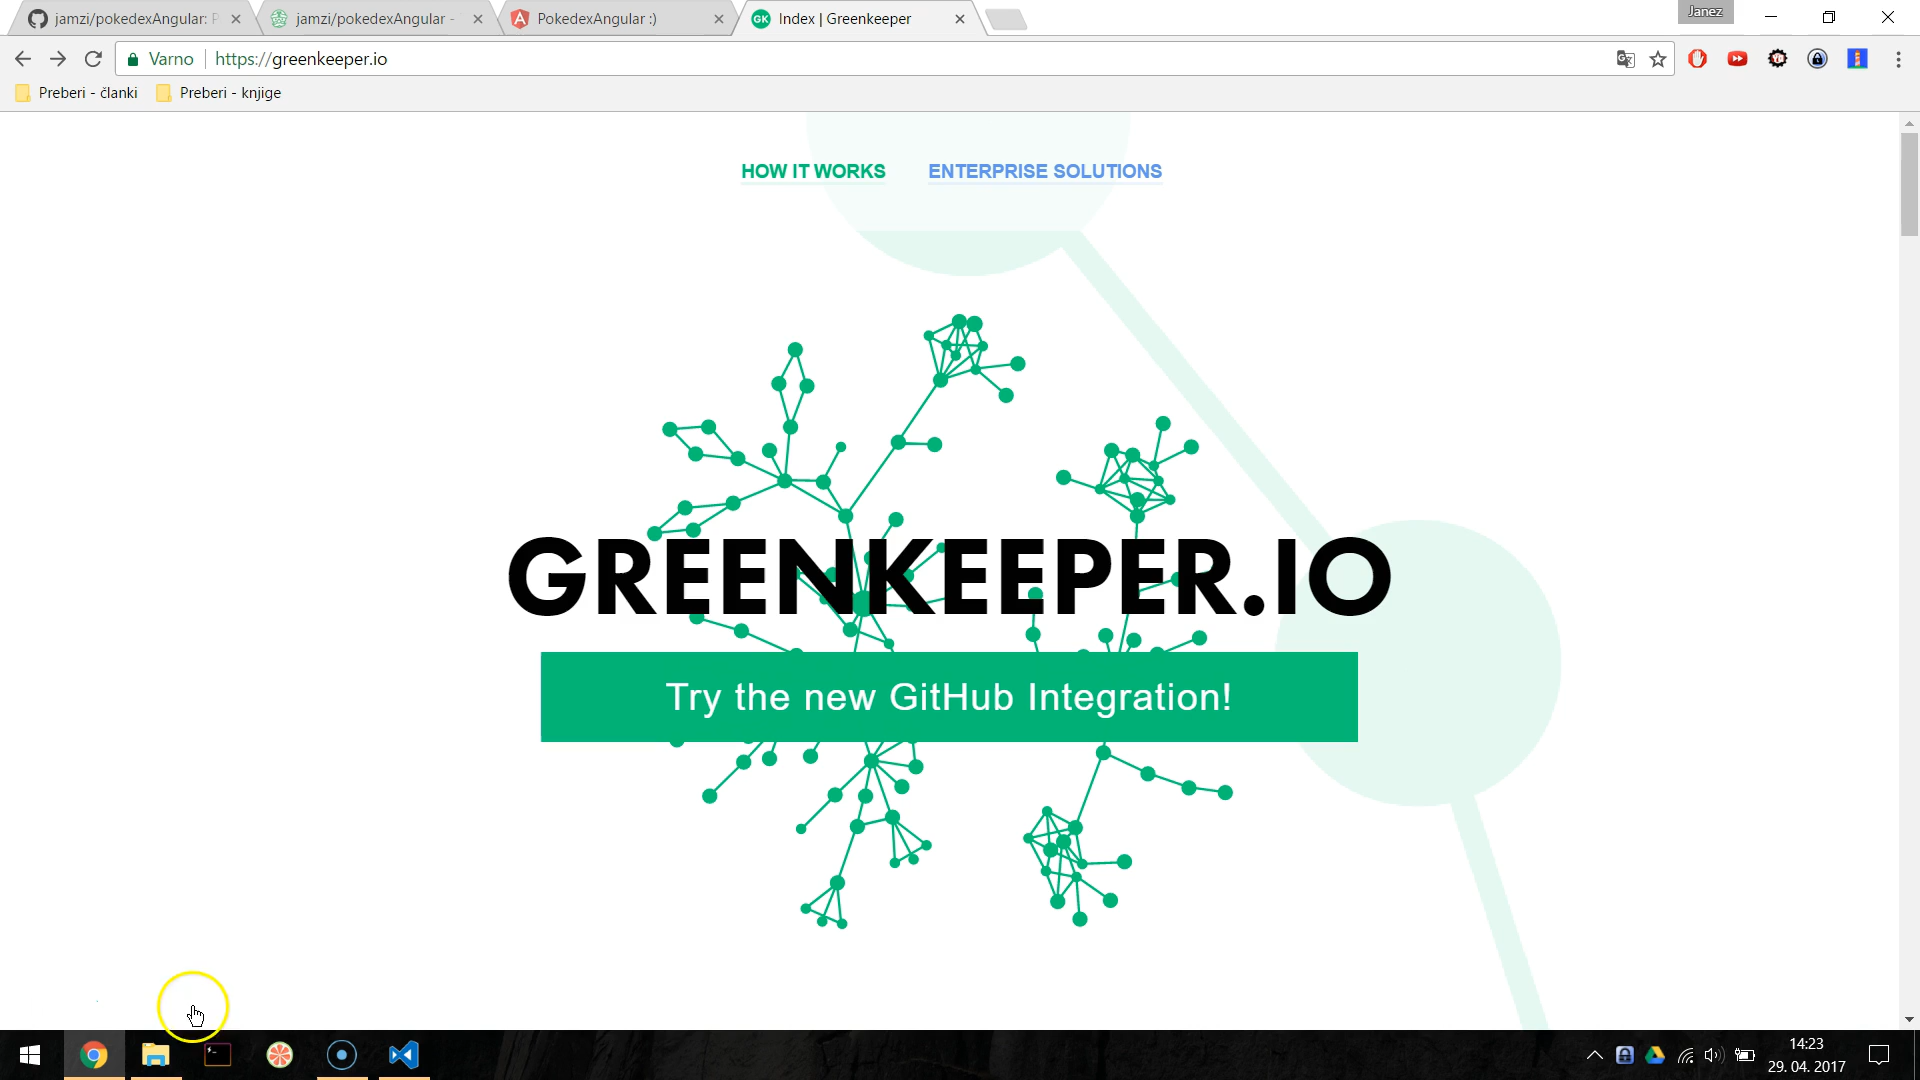 jamzi/pokedexAngular: P
jamzi/pokedexAngular -
PokedexAngular :)
GK
Index | Greenkeeper
Janez
Varno
https://greenkeeper.io
Preberi - članki
Preberi - knjige
HOW IT WORKS
ENTERPRISE SOLUTIONS
GREENKEEPER.IO
Try the new GitHub Integration!
14:23
29. 04. 2017